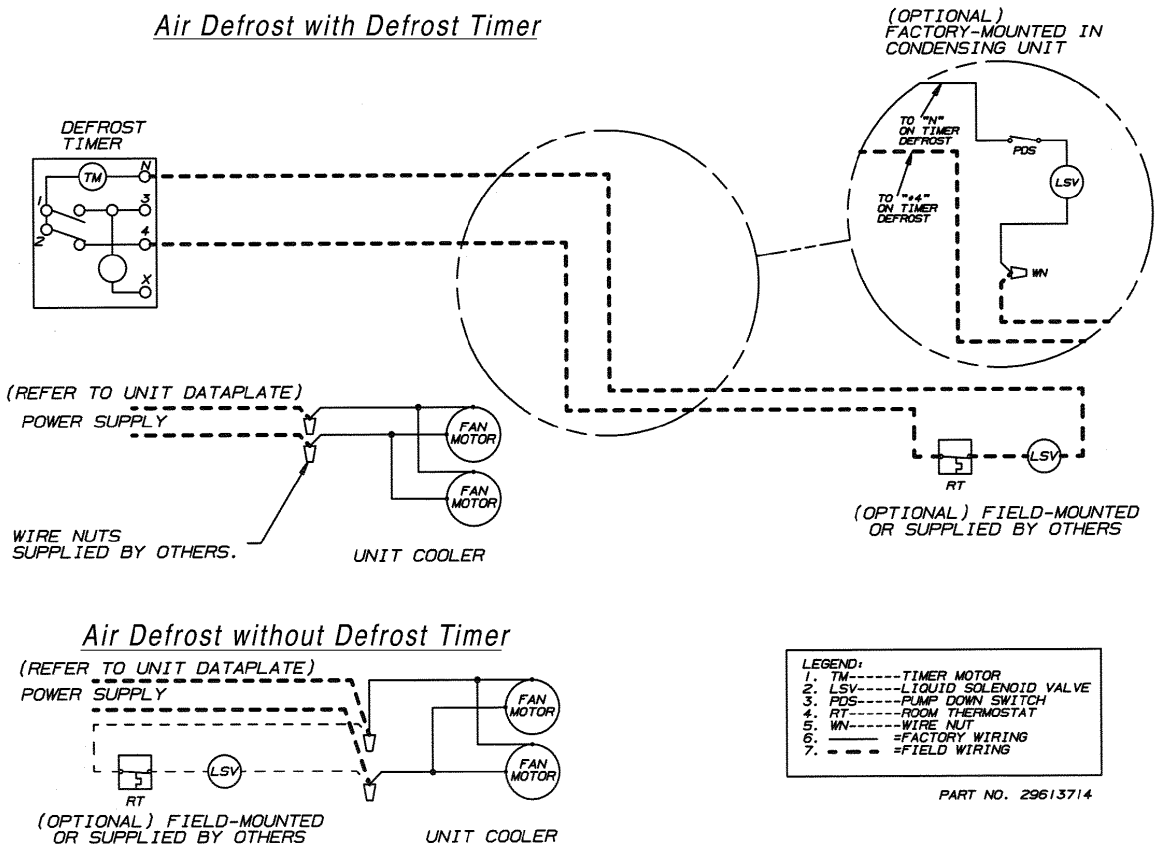 Air Defrost with Defrost Timer
(OPTIONAL)
FACTORY-MOUNTED IN
CONDENSING UNIT
TO "N"
ON TIMER
DEFROST
PDS
LSV
TO "#4"
ON TIMER
DEFROST
WN
DEFROST
TIMER
TM
N
1
3
2
4
X
(REFER TO UNIT DATAPLATE)
POWER SUPPLY
FAN
MOTOR
FAN
MOTOR
WIRE NUTS
SUPPLIED BY OTHERS.
UNIT COOLER
LSV
RT
(OPTIONAL) FIELD-MOUNTED
OR SUPPLIED BY OTHERS
Air Defrost without Defrost Timer
(REFER TO UNIT DATAPLATE)
POWER SUPPLY
FAN
MOTOR
FAN
MOTOR
LSV
RT
(OPTIONAL) FIELD-MOUNTED
OR SUPPLIED BY OTHERS
UNIT COOLER
LEGEND:
1. TM------TIMER MOTOR
2. LSV-----LIQUID SOLENOID VALVE
3. PDS-----PUMP DOWN SWITCH
4. RT------ROOM THERMOSTAT
5. WN------WIRE NUT
6. =FACTORY WIRING
7. =FIELD WIRING
PART NO. 29613714